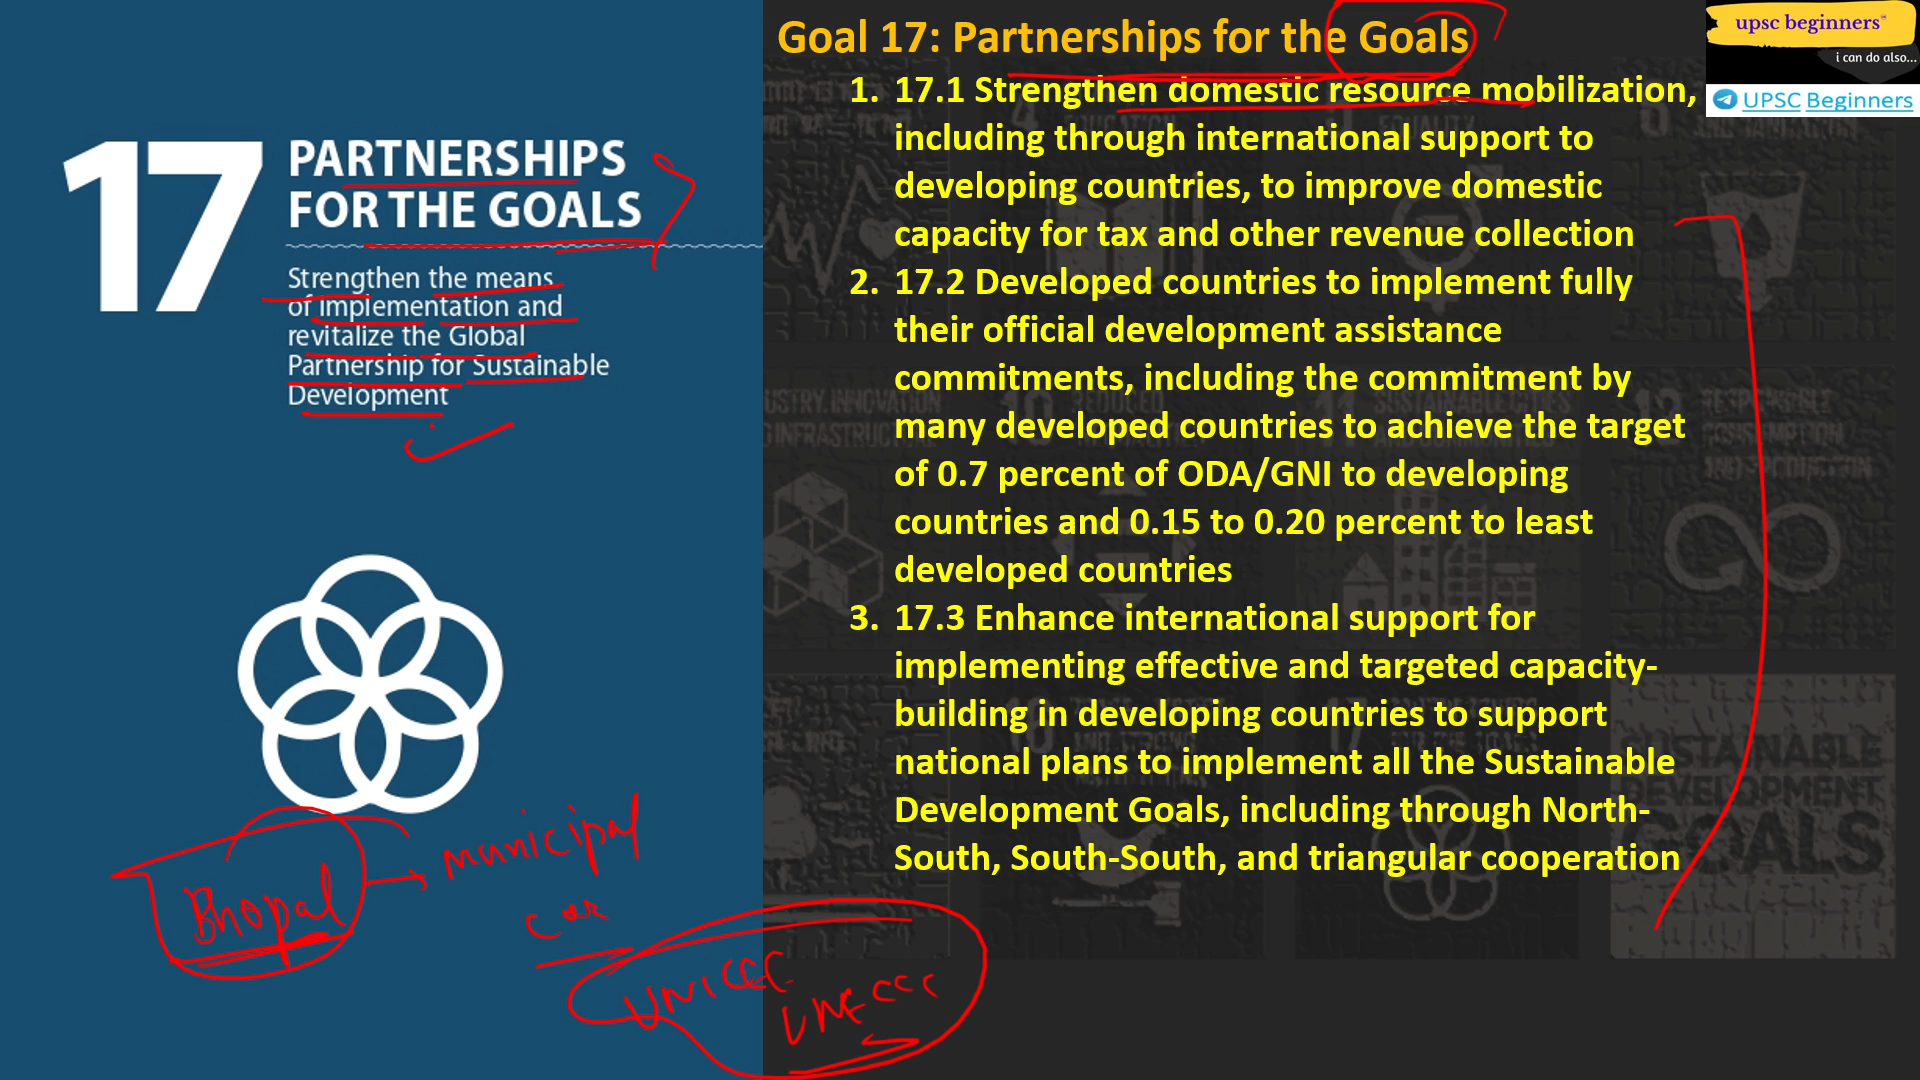 Goal 17: Partnerships for the Goals
upsc beginners
i can do also...
UPSC Beginners
17
PARTNERSHIPS
FOR THE GOALS
Strengthen the means
of implementation and
revitalize the Global
Partnership for Sustainable
Development
1. 17.1 Strengthen domestic resource mobilization,
including through international support to
developing countries, to improve domestic
capacity for tax and other revenue collection
2. 17.2 Developed countries to implement fully
their official development assistance
commitments, including the commitment by
many developed countries to achieve the target
of 0.7 percent of ODA/GNI to developing
countries and 0.15 to 0.20 percent to least
developed countries
3. 17.3 Enhance international support for
implementing effective and targeted capacity-
building in developing countries to support
national plans to implement all the Sustainable
Development Goals, including through North-
South, South-South, and triangular cooperation
Bhopal
municipal
SUSTAINABLE
DEVELOPMENT
GOALS